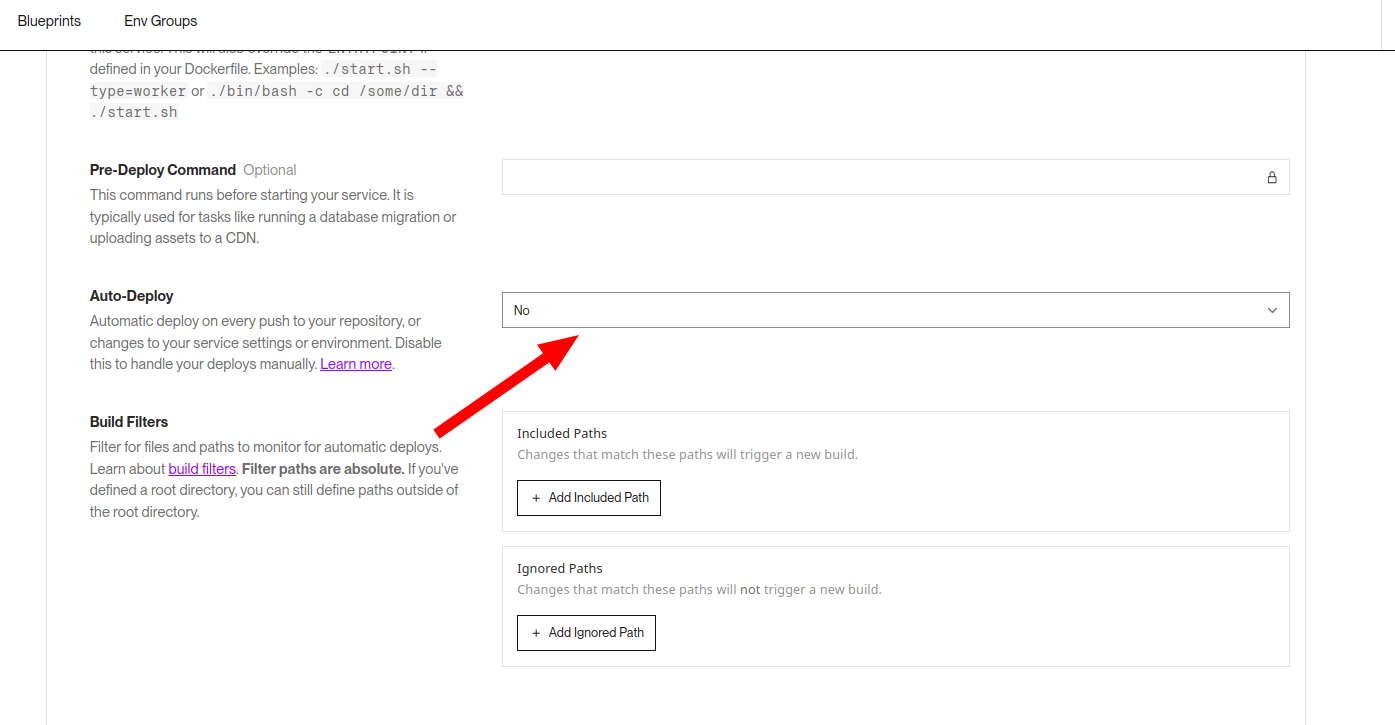 Blueprints
Env Groups
defined in your Dockerfile. Examples: ./start.sh --
type=worker or ./bin/bash -c cd /some/dir &&
./start.sh
Pre-Deploy Command Optional
This command runs before starting your service. It is
typically used for tasks like running a database migration or
uploading assets to a CDN.
Auto-Deploy
No
Automatic deploy on every push to your repository, or
changes to your service settings or environment. Disable
this to handle your deploys manually. Learn more.
Build Filters
Filter for files and paths to monitor for automatic deploys.
Learn about build filters. Filter paths are absolute. If you've
defined a root directory, you can still define paths outside of
the root directory.
Included Paths
Changes that match these paths will trigger a new build.
+ Add Included Path
Ignored Paths
Changes that match these paths will not trigger a new build.
+ Add Ignored Path